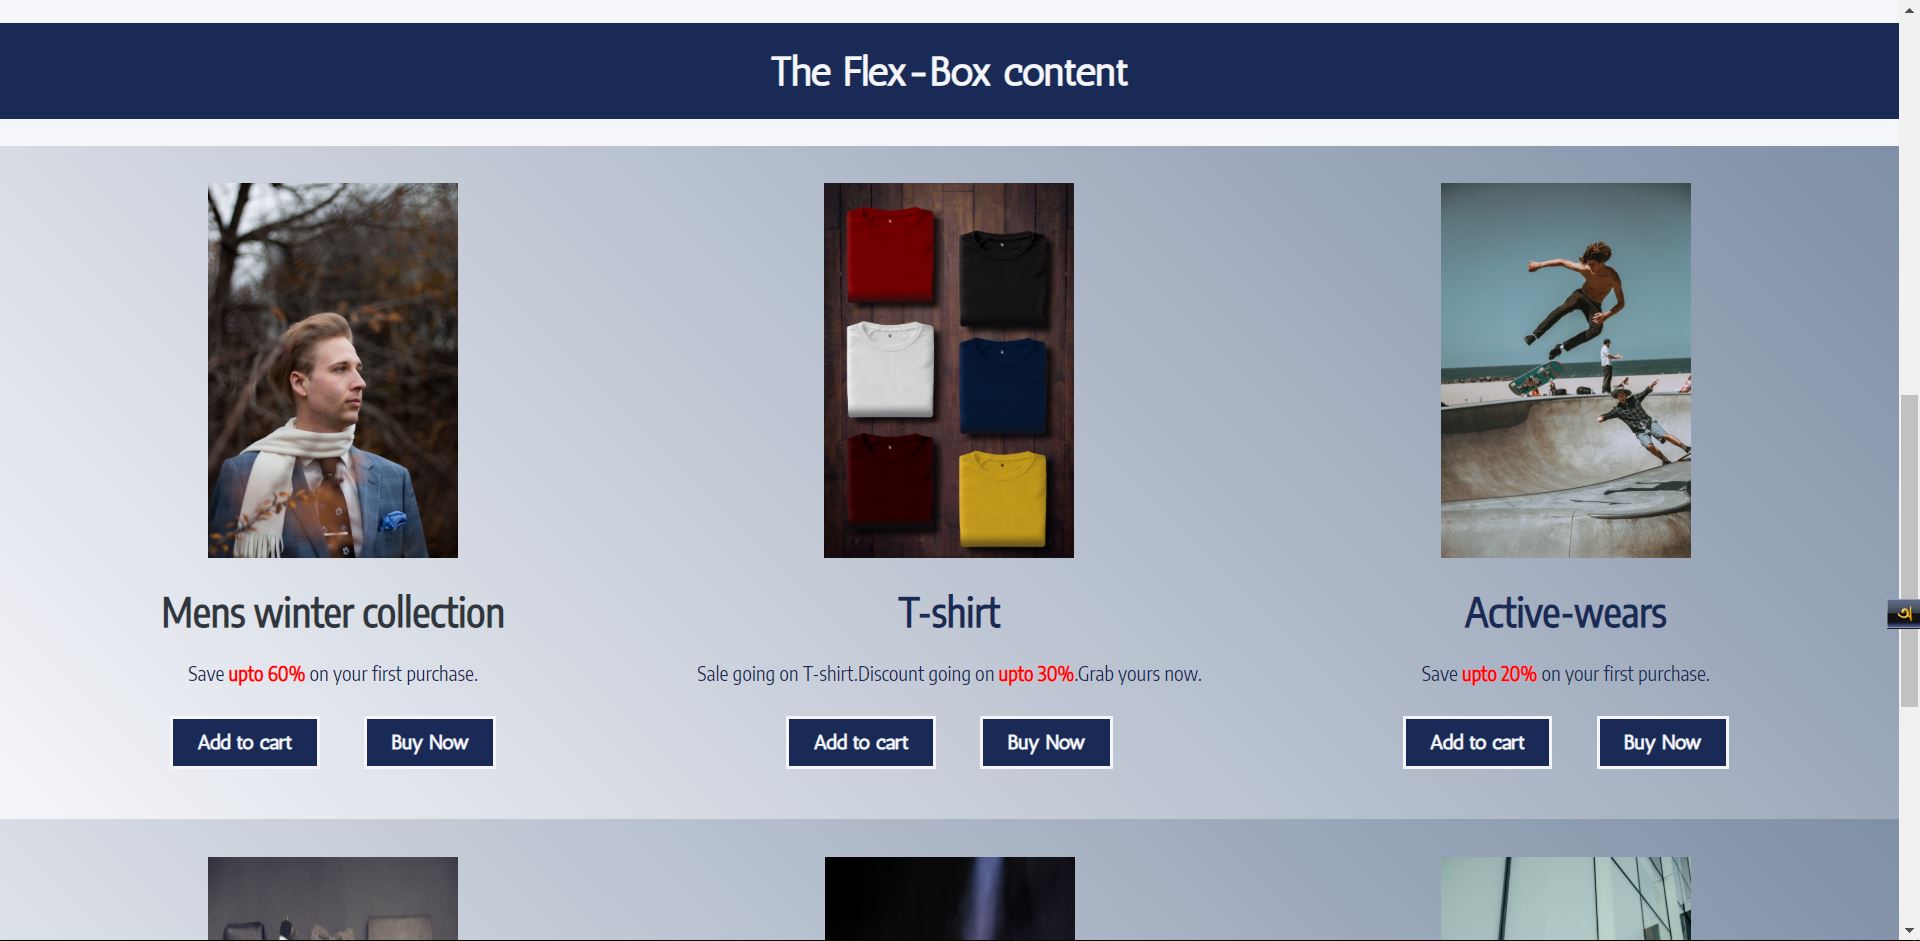 The Flex-Box content
Mens winter collection
T-shirt
Active-wears
Save upto 60% on your first purchase.
Sale going on T-shirt.Discount going on upto 30%.Grab yours now.
Save upto 20% on your first purchase.
Add to cart
Buy Now
Add to cart
Buy Now
Add to cart
Buy Now
অ